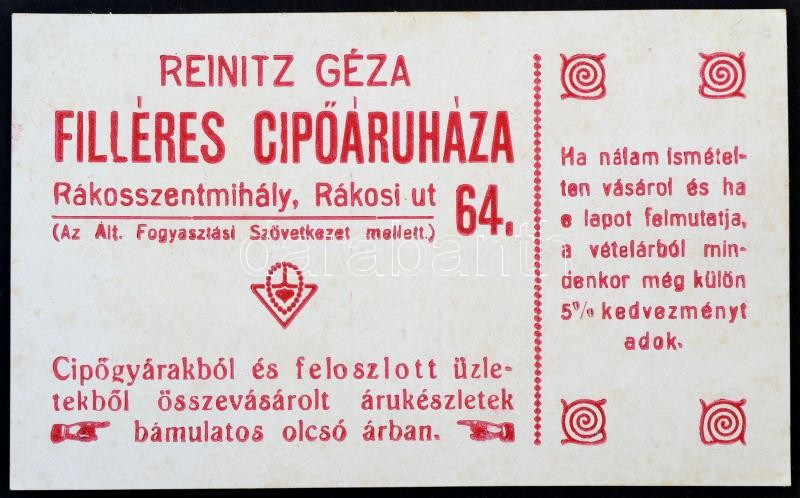 REINITZ GÉZA
FILLÉRES CIPŐÁRUHÁZA
Rákosszentmihály, Rákosi ut 64.
(Az Ált. Fogyasztási Szövetkezet mellett.)
Cipőgyárakból és feloszlott üzle-
tekből összevásárolt árukészletek
bámulatos olcsó árban.
Ha nálam ismétel-
ten vásárol és ha
e lapot felmutatja,
a vételárból min-
denkor még külön
5% kedvezményt
adok.
darabanth